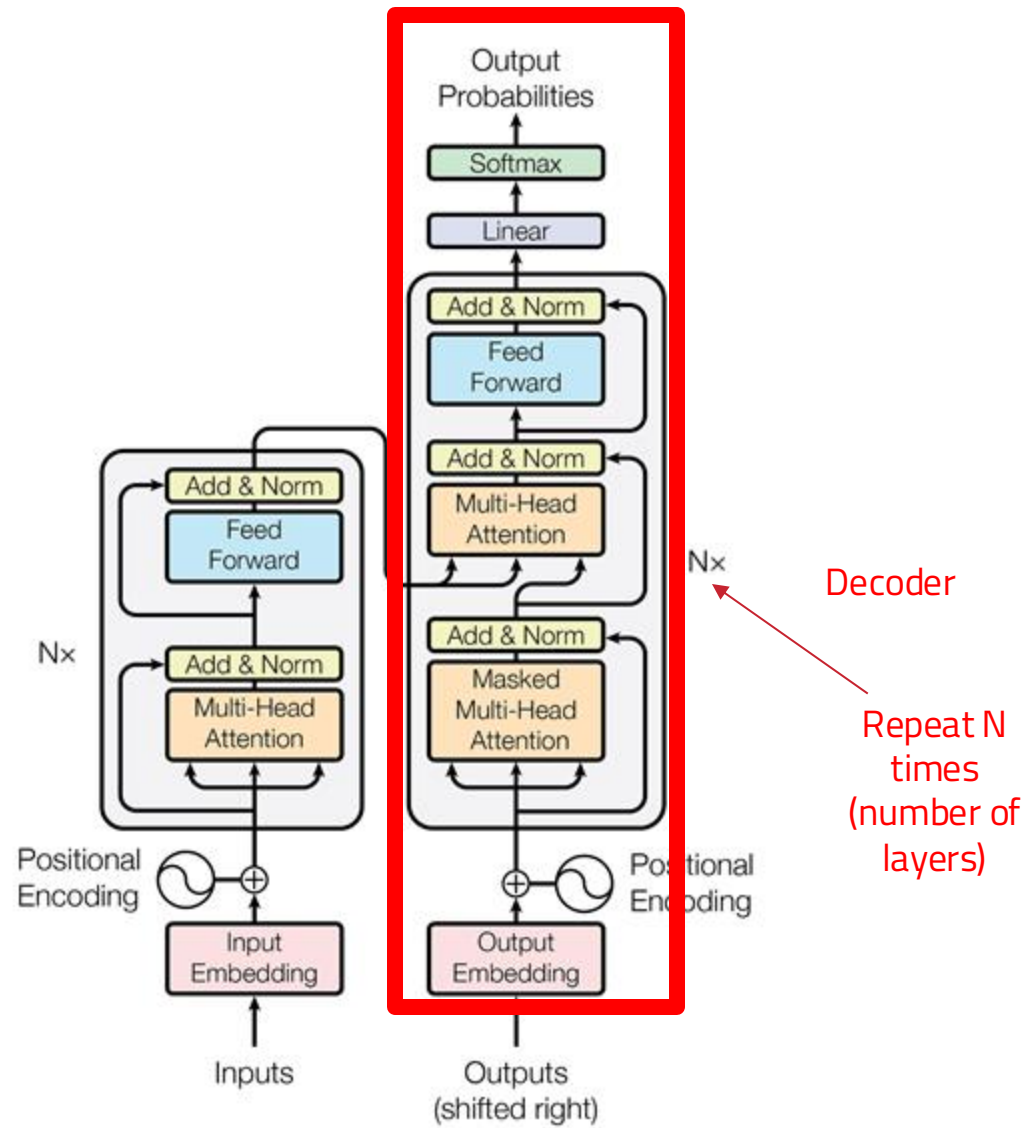 Output
Probabilities
Softmax
Linear
Add & Norm
Feed
Forward
Add & Norm
Multi-Head
Attention
Add & Norm
Masked
Multi-Head
Attention
Nx
Positional
Encoding
Output
Embedding
Outputs
(shifted right)
Add & Norm
Feed
Forward
Add & Norm
Multi-Head
Attention
Nx
Positional
Encoding
Input
Embedding
Inputs
Decoder
Repeat N
times
(number of
layers)